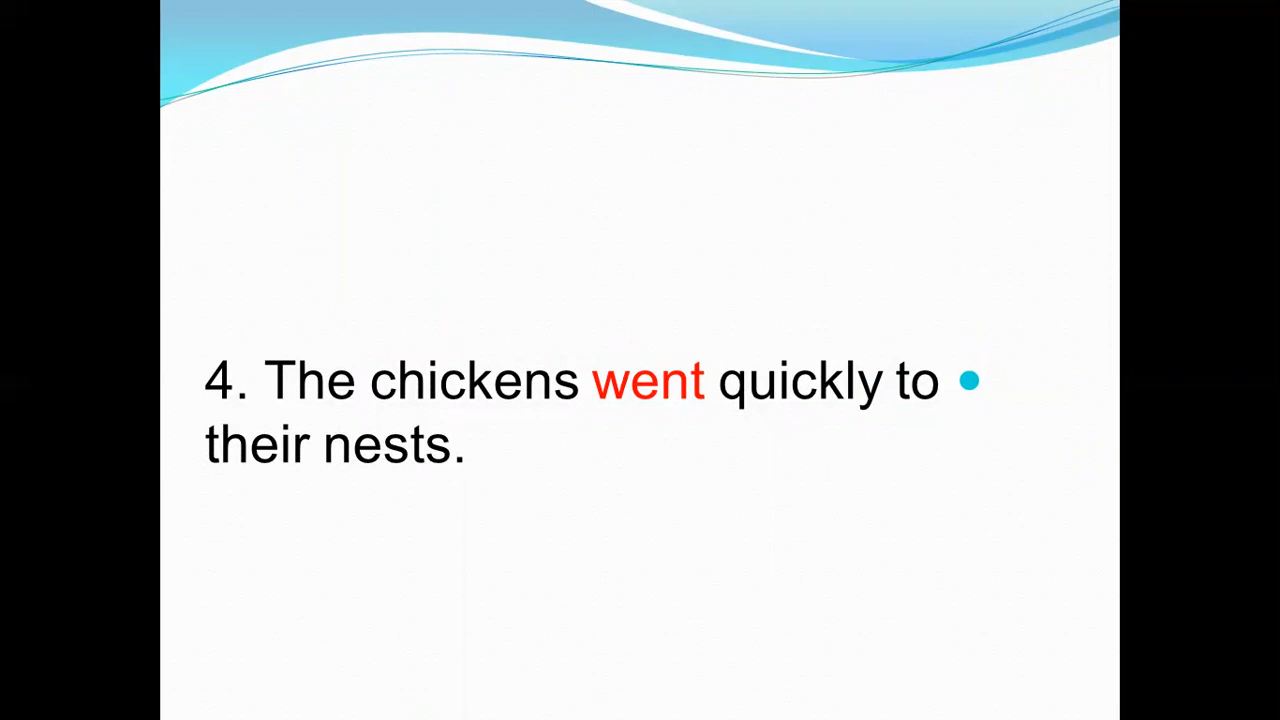 4. The chickens went quickly to •
their nests.